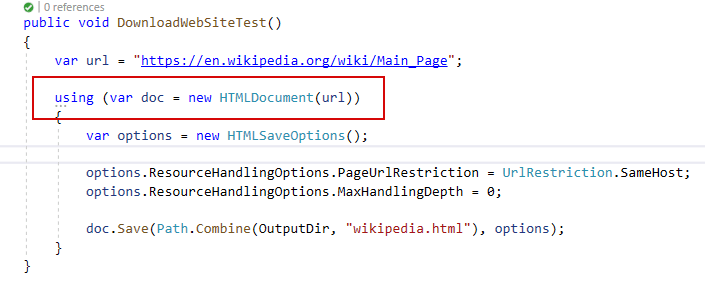 0 references
public void DownloadWebSiteTest()
{
var url = "https://en.wikipedia.org/wiki/Main_Page";
using (var doc = new HTMLDocument(url))
{
var options = new HTMLSaveOptions();
options.ResourceHandlingOptions.PageUrlRestriction = UrlRestriction.SameHost;
options.ResourceHandlingOptions.MaxHandlingDepth = 0;
doc.Save(Path.Combine(OutputDir, "wikipedia.html"), options);
}
}